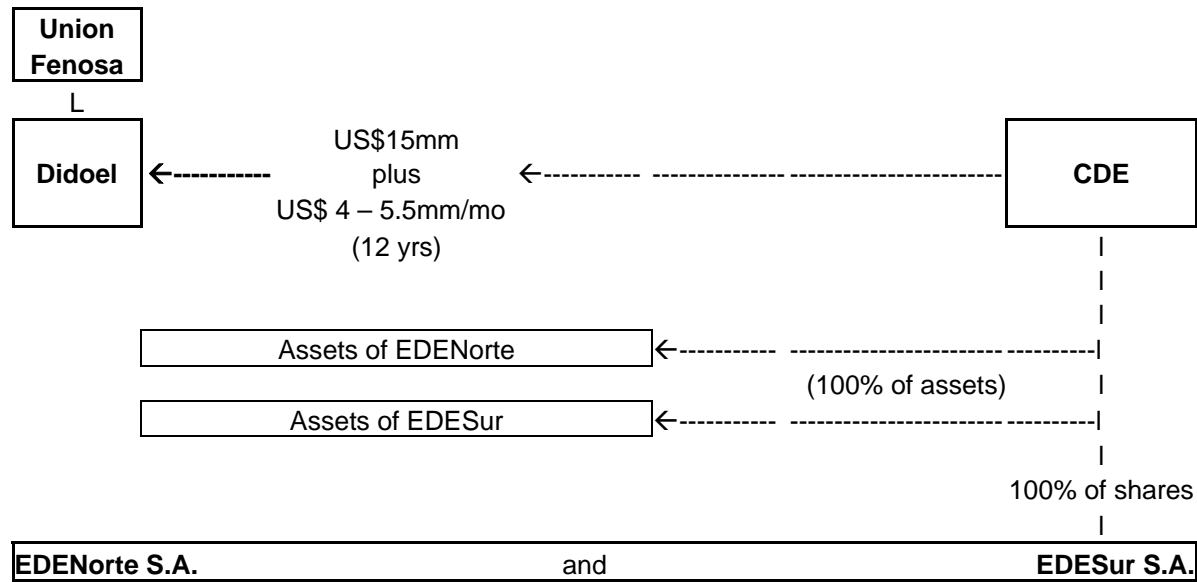 Union
Fenosa
L
US$15mm
Didoel ←----------- plus ←----------- --------------- ------------------------ CDE
US$ 4 – 5.5mm/mo
(12 yrs)
I
I
I
Assets of EDENorte ←----------- ------------------------ ----------I
(100% of assets) I
Assets of EDESur ←----------- ------------------------ ----------I
I
100% of shares
I
EDENorte S.A. and EDESur S.A.